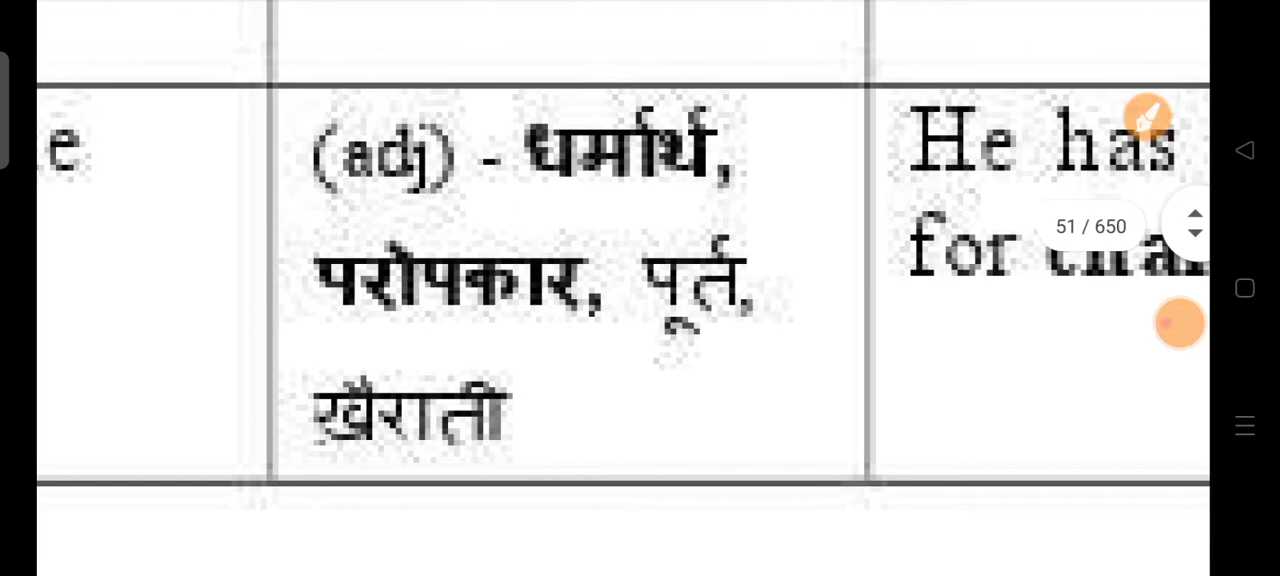 e
(adj) - धर्मार्थ,
परोपकार, पूर्त,
ख़ैराती
He has
for
51 / 650